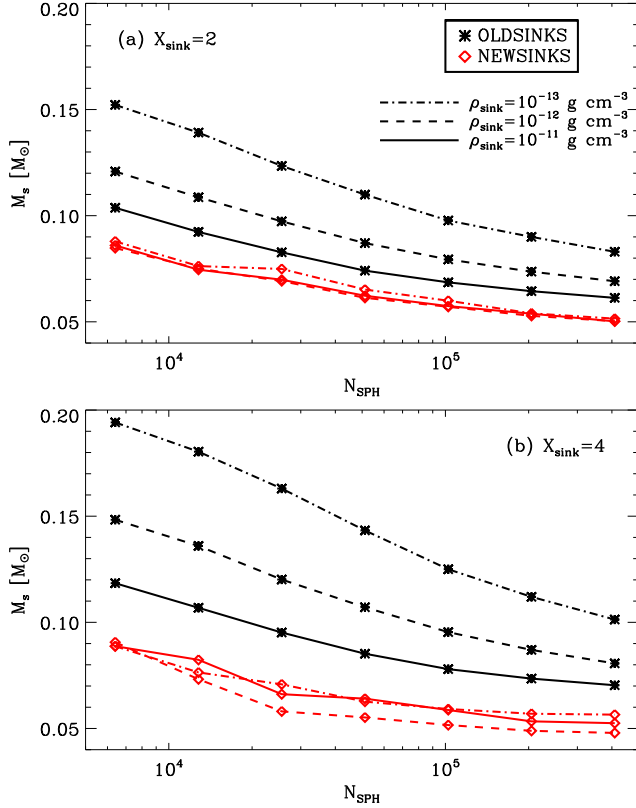 0.20
(a) X_sink=2
OLDSINKS
NEWSINKS
ρ_sink=10^-13 g cm^-3
ρ_sink=10^-12 g cm^-3
ρ_sink=10^-11 g cm^-3
0.15
M_s [M_⊙]
0.10
0.05
10^4
10^5
N_SPH
0.20
(b) X_sink=4
0.15
M_s [M_⊙]
0.10
0.05
10^4
10^5
N_SPH